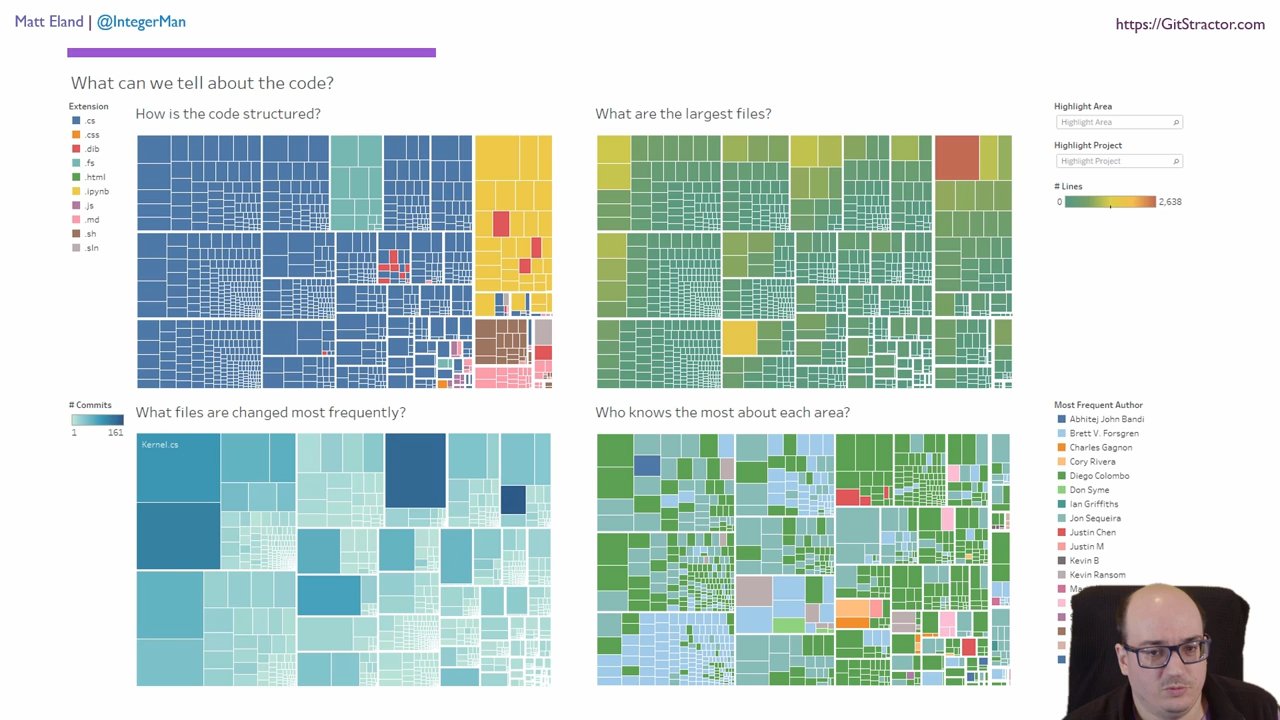 Matt Eland | @IntegerMan
https://GitStractor.com
What can we tell about the code?
Extension
.cs
.css
.dib
.fs
.html
.ipynb
.js
.md
.sh
.sln
How is the code structured?
What are the largest files?
Highlight Area
Highlight Area
Highlight Project
Highlight Project
# Lines
0 2,638
# Commits
1 161
What files are changed most frequently?
Kernel.cs
Who knows the most about each area?
Most Frequent Author
Abhitej John Bandi
Brett V. Forsgren
Charles Gagnon
Cory Rivera
Diego Colombo
Don Syme
Ian Griffiths
Jon Sequeira
Justin Chen
Justin M
Kevin B
Kevin Ransom